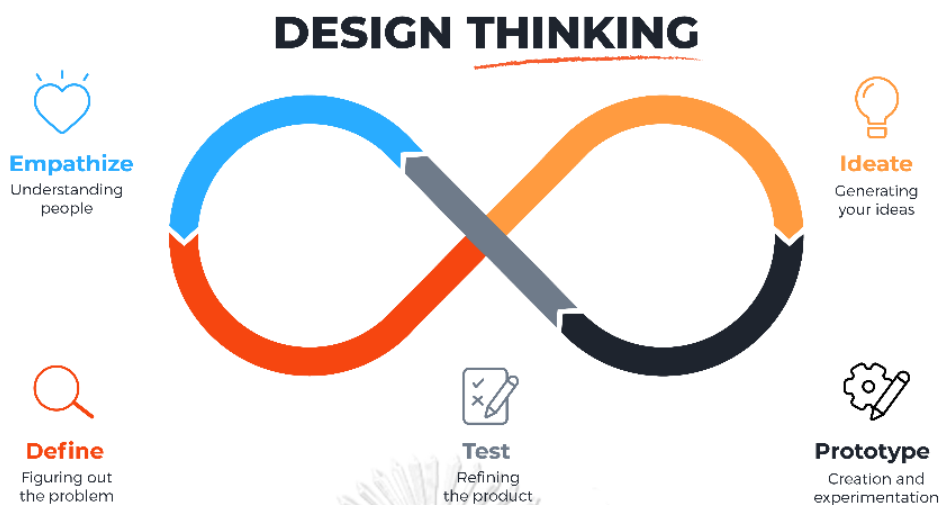 DESIGN THINKING
Empathize
Understanding
people
Ideate
Generating
your ideas
Define
Figuring out
the problem
Test
Refining
the product
Prototype
Creation and
experimentation